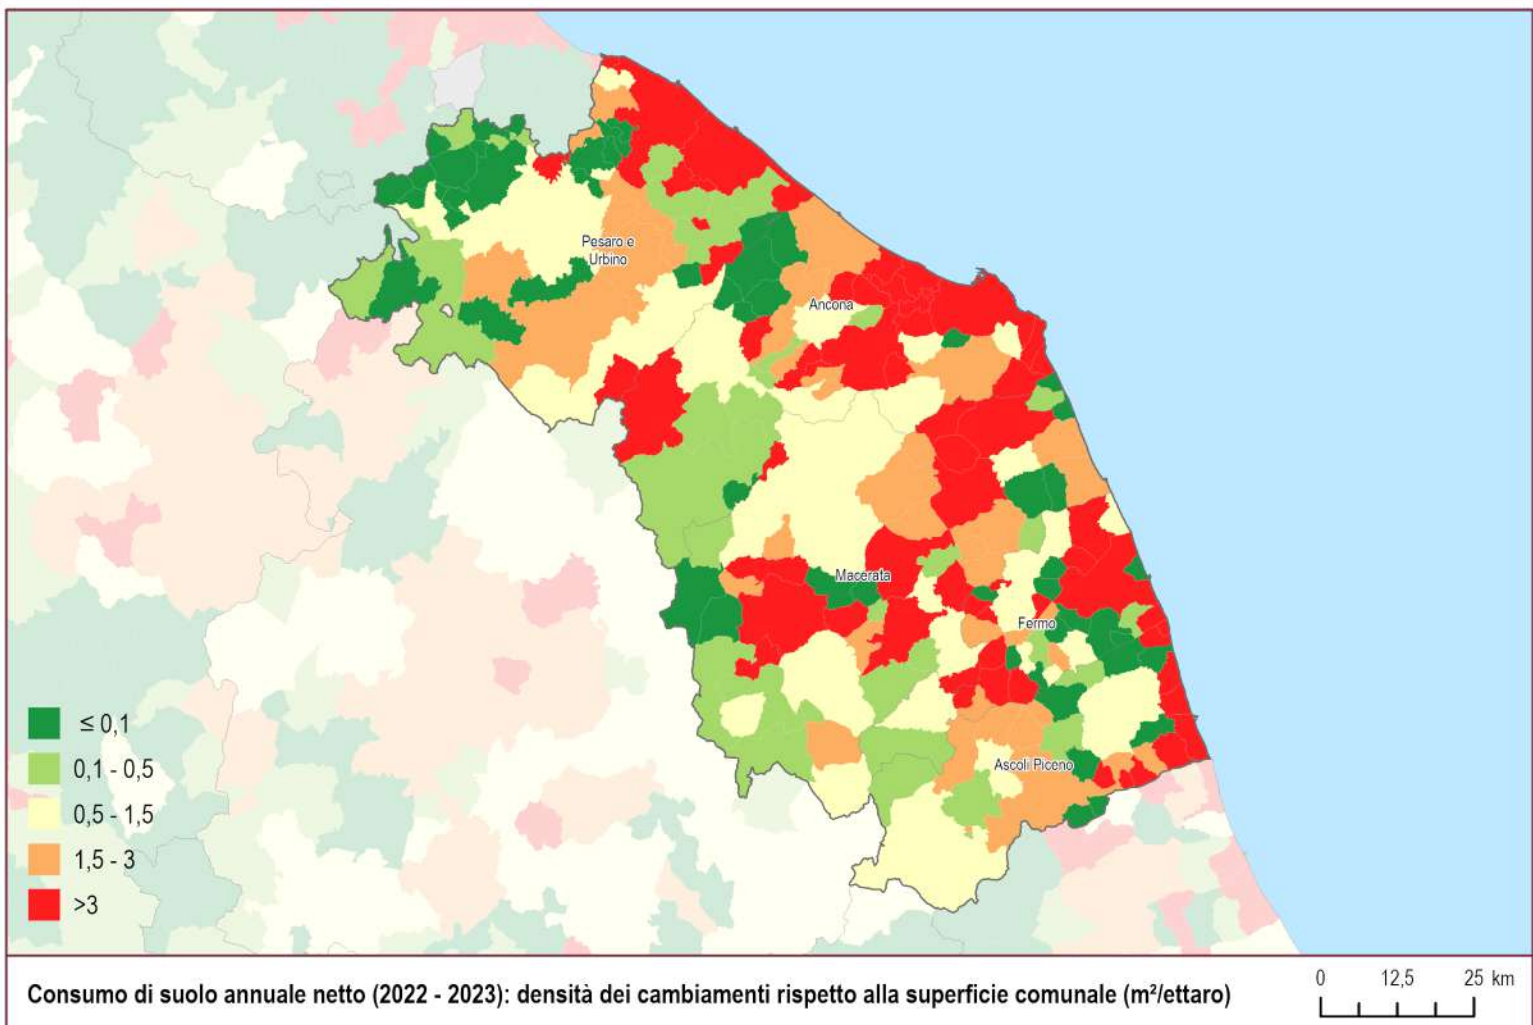 Pesaro e
Urbino
Ancona
Macerata
Fermo
Ascoli Piceno
≤ 0,1
0,1 - 0,5
0,5 - 1,5
1,5 - 3
>3
Consumo di suolo annuale netto (2022 - 2023): densità dei cambiamenti rispetto alla superficie comunale (m²/ettaro)
0 12,5 25 km